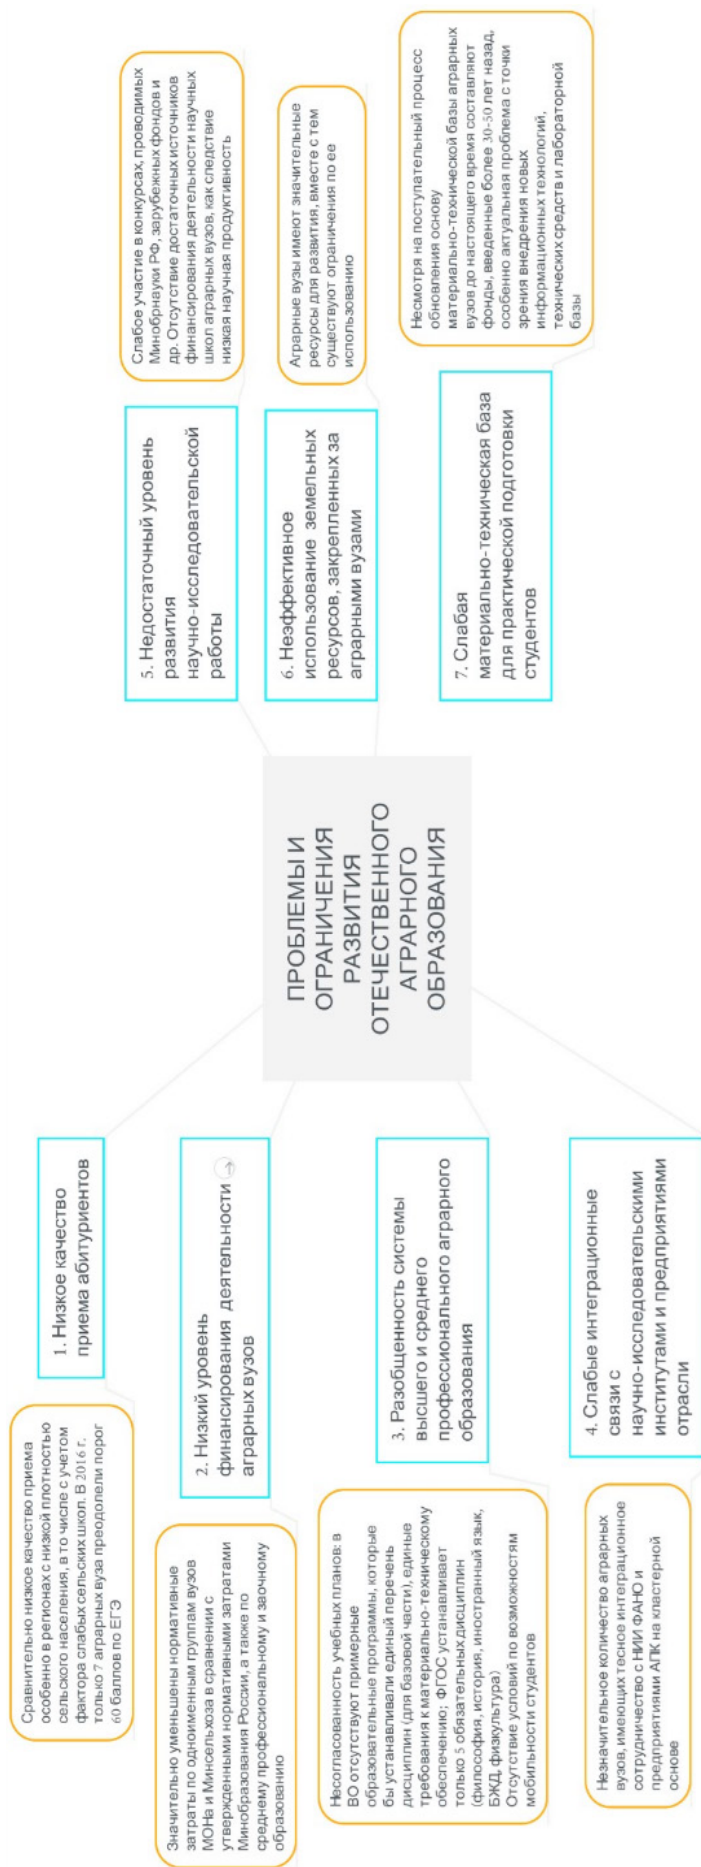 ПРОБЛЕМЫ И
ОГРАНИЧЕНИЯ
РАЗВИТИЯ
ОТЕЧЕСТВЕННОГО
АГРАРНОГО
ОБРАЗОВАНИЯ
1. Низкое качество
приема абитуриентов
Сравнительно низкое качество приема
особенно в регионах с низкой плотностью
сельского населения, в то числе с учетом
фактора слабых сельских школ. В 2016 г.
только 7 аграрных вуза преодолели порог
60 баллов по ЕГЭ
2. Низкий уровень
финансирования деятельности
аграрных вузов
Значительно уменьшены нормативные
затраты по одноименным группам вузов
МОНа и Минсельхоза в сравнении с
утвержденными нормативными затратами
Минобразования России, а также по
среднему профессиональному и заочному
образованию
3. Разобщенность системы
высшего и среднего
профессионального аграрного
образования
Несогласованность учебных планов: в
ВО отсутствуют примерные
образовательные программы, которые
бы устанавливали единый перечень
дисциплин (для базовой части), единые
требования к материально-техническому
обеспечению; ФГОС устанавливает
только 5 обязательных дисциплин
(философия, история, иностранный язык,
БЖД, физкультура)
Отсутствие условий по возможностям
мобильности студентов
4. Слабые интеграционные
связи с
научно-исследовательскими
институтами и предприятиями
отрасли
Незначительное количество аграрных
вузов, имеющих тесное интеграционное
сотрудничество с НИИ ФАНО и
предприятиями АПК на кластерной
основе
5. Недостаточный уровень
развития
научно-исследовательской
работы
Слабое участие в конкурсах, проводимых
Минобрнауки РФ, зарубежных фондов и
др. Отсутствие достаточных источников
финансирования деятельности научных
школ аграрных вузов, как следствие
низкая научная продуктивность
6. Неэффективное
использование земельных
ресурсов, закрепленных за
аграрными вузами
Аграрные вузы имеют значительные
ресурсы для развития, вместе с тем
существуют ограничения по ее
использованию
7. Слабая
материально-техническая база
для практической подготовки
студентов
Несмотря на поступательный процесс
обновления основу
материально-технической базы аграрных
вузов до настоящего время составляют
фонды, введенные более 30-50 лет назад,
особенно актуальная проблема с точки
зрения внедрения новых
информационных технологий,
технических средств и лабораторной
базы